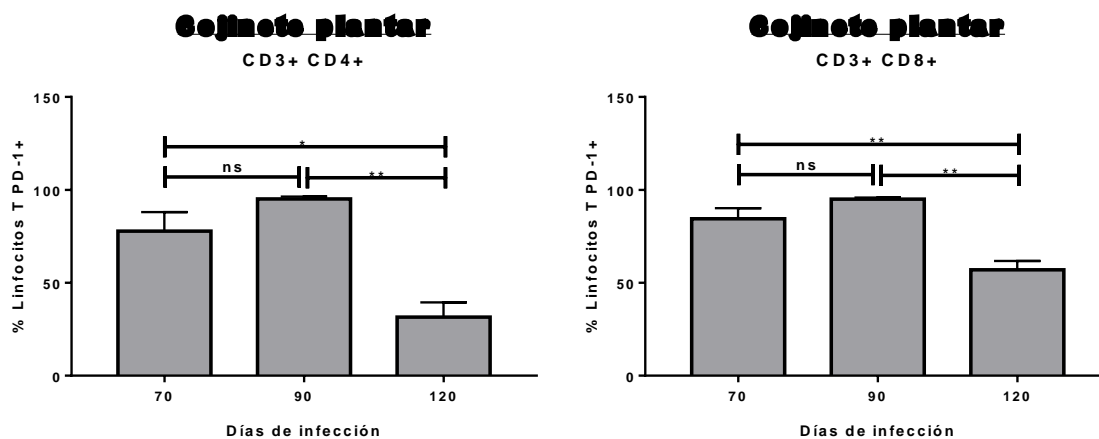 Cojinete plantar
CD3+ CD4+
% Linfocitos T PD-1+
150
100
50
0
*
ns
**
70 90 120
Días de infección
Cojinete plantar
CD3+ CD8+
% Linfocitos T PD-1+
150
100
50
0
**
ns
**
70 90 120
Días de infección